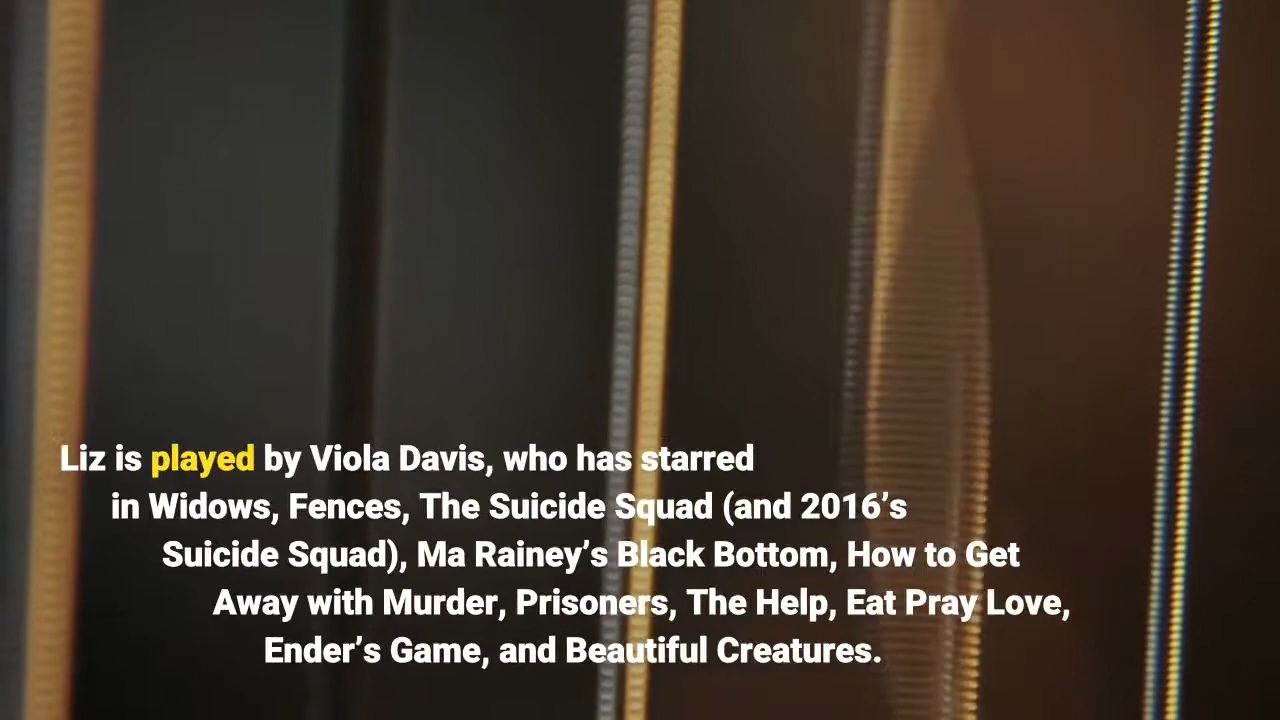 Liz is played by Viola Davis, who has starred
in Widows, Fences, The Suicide Squad (and 2016’s
Suicide Squad), Ma Rainey’s Black Bottom, How to Get
Away with Murder, Prisoners, The Help, Eat Pray Love,
Ender’s Game, and Beautiful Creatures.